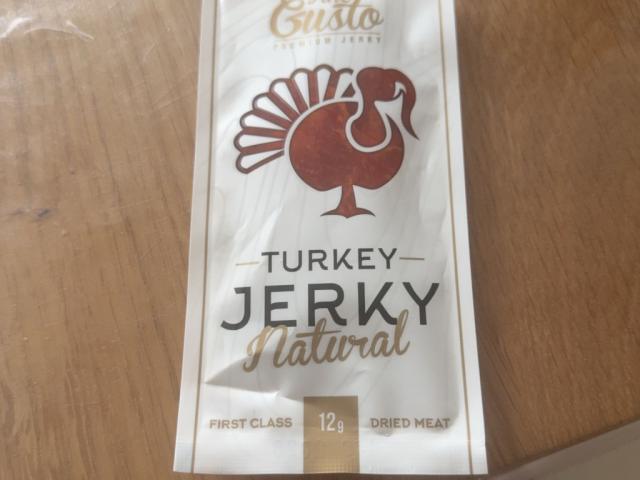 Gusto
PREMIUM JERKY
TURKEY
JERKY
Natural
FIRST CLASS 12g DRIED MEAT